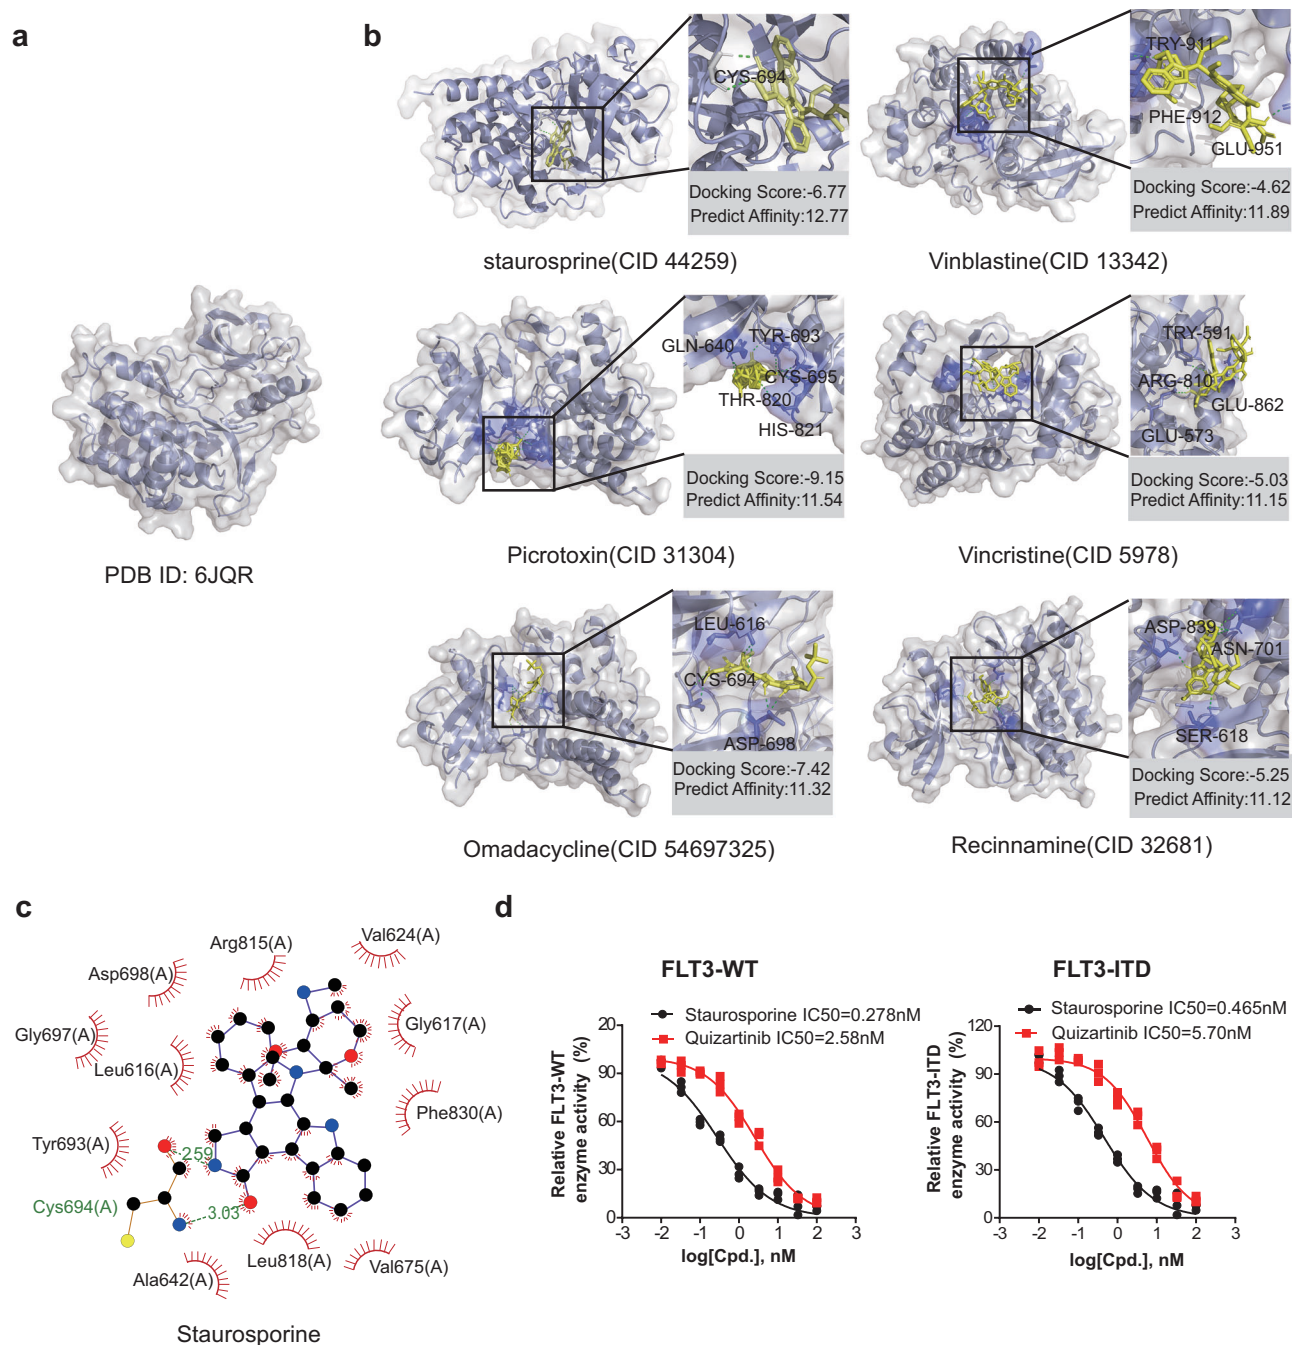 a
PDB ID: 6JQR
b
CYS-694
Docking Score:-6.77
Predict Affinity:12.77
staurosprine(CID 44259)
TRY-911
PHE-912
GLU-951
Docking Score:-4.62
Predict Affinity:11.89
Vinblastine(CID 13342)
GLN-640
TYR-693
CYS-695
THR-820
HIS-821
Docking Score:-9.15
Predict Affinity:11.54
Picrotoxin(CID 31304)
TRY-591
ARG-810
GLU-862
GLU-573
Docking Score:-5.03
Predict Affinity:11.15
Vincristine(CID 5978)
LEU-616
CYS-694
ASP-698
Docking Score:-7.42
Predict Affinity:11.32
Omadacycline(CID 54697325)
ASP-839
ASN-701
SER-618
Docking Score:-5.25
Predict Affinity:11.12
Recinnamine(CID 32681)
c
Arg815(A)
Val624(A)
Asp698(A)
Gly697(A)
Gly617(A)
Leu616(A)
Phe830(A)
Tyr693(A)
259
Cys694(A)
3.03
Leu818(A)
Val675(A)
Ala642(A)
Staurosporine
d
FLT3-WT
Staurosporine IC50=0.278nM
Quizartinib IC50=2.58nM
Relative FLT3-WT
enzyme activity (%)
20
90
60
30
0
-2 -1 0 1 2 3
log[Cpd.], nM
FLT3-ITD
Staurosporine IC50=0.465nM
Quizartinib IC50=5.70nM
Relative FLT3-ITD
enzyme activity (%)
120
90
60
30
0
-2 -1 0 1 2 3
log[Cpd.], nM